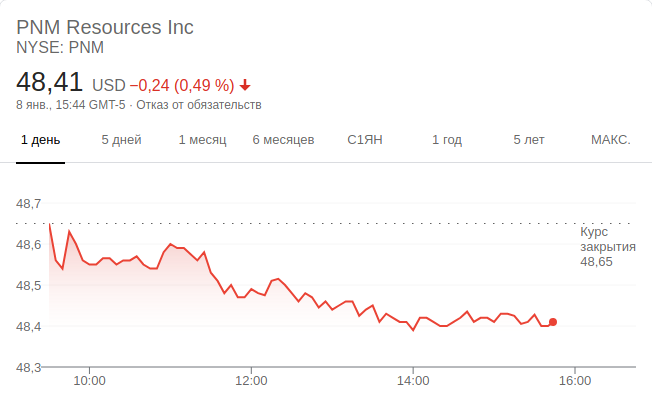 PNM Resources Inc
NYSE: PNM
48,41 USD −0,24 (0,49 %)
8 янв., 15:44 GMT-5 · Отказ от обязательств
1 день 5 дней 1 месяц 6 месяцев С1ЯН 1 год 5 лет МАКС.
48,7
Курс
закрытия
48,65
48,6
48,5
48,4
48,3
10:00 12:00 14:00 16:00